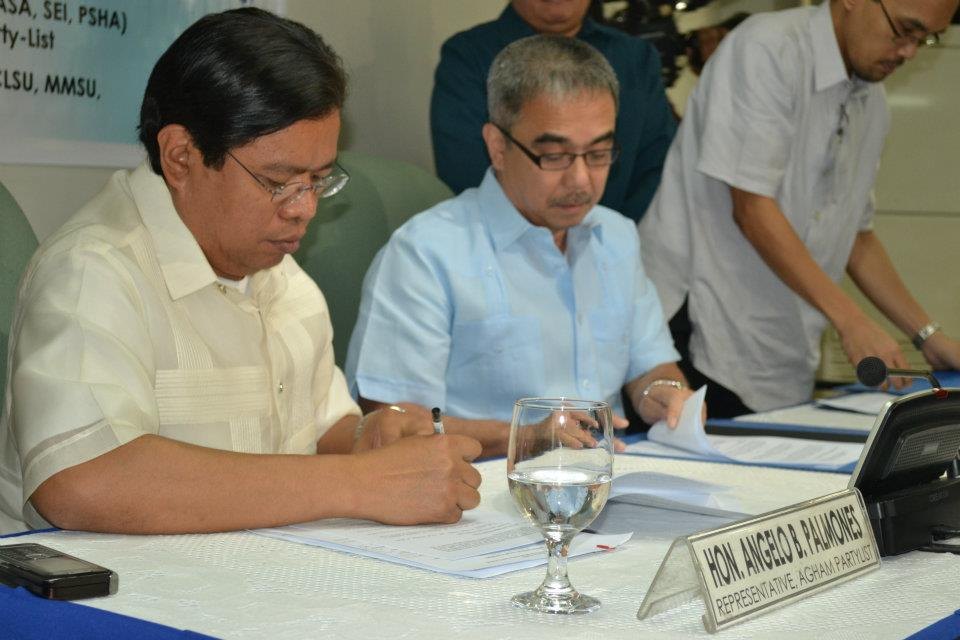 ASA, SEI, PSHA)
rty-List
CLSU, MMSU,
HON. ANGELO B. PALMONES
REPRESENTATIVE, AGHAM PARTYLIST